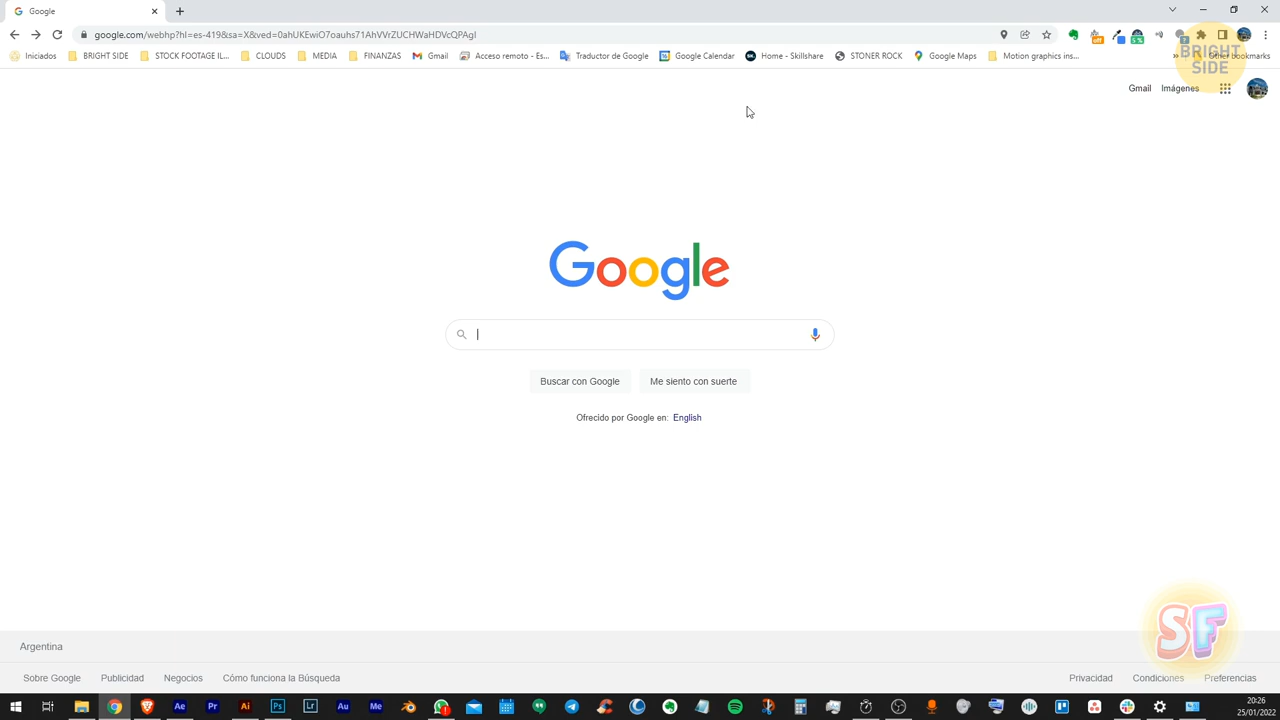 Google
google.com/webhp?hl=es-419&sa=X&ved=0ahUKEwiO7oauhs71AhVVrZUCHWaHDVcQPAgI
Iniciados BRIGHT SIDE STOCK FOOTAGE IL... CLOUDS MEDIA FINANZAS Gmail Acceso remoto - Es... Traductor de Google Google Calendar Home - Skillshare STONER ROCK Google Maps Motion graphics ins... » Other bookmarks
BRIGHT
SIDE
Gmail Imágenes
Google
Buscar con Google Me siento con suerte
Ofrecido por Google en: English
SF
Argentina
Sobre Google Publicidad Negocios Cómo funciona la Búsqueda Privacidad Condiciones Preferencias
20:26
25/01/2022